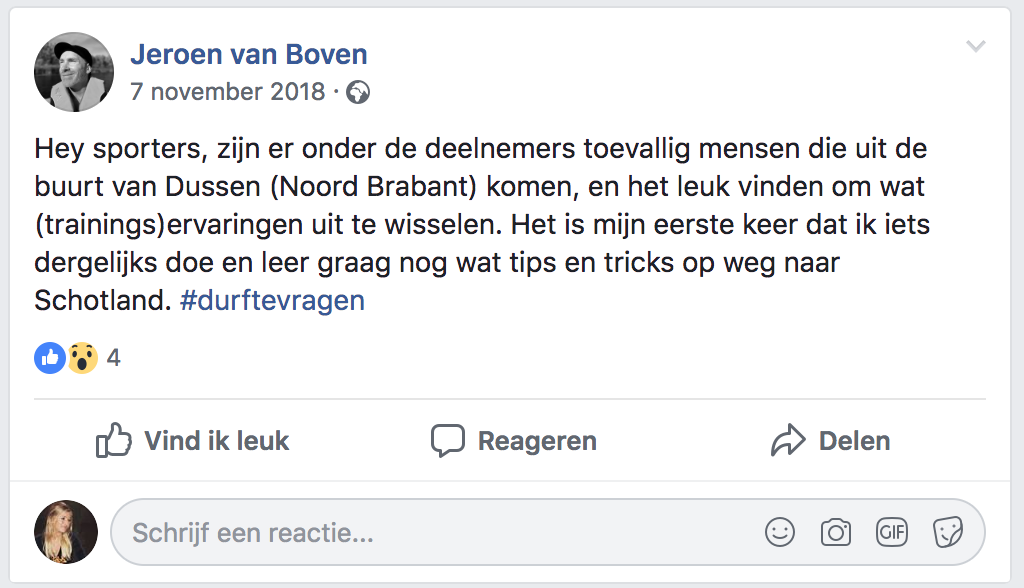 Jeroen van Boven
7 november 2018 ·
Hey sporters, zijn er onder de deelnemers toevallig mensen die uit de
buurt van Dussen (Noord Brabant) komen, en het leuk vinden om wat
(trainings)ervaringen uit te wisselen. Het is mijn eerste keer dat ik iets
dergelijks doe en leer graag nog wat tips en tricks op weg naar
Schotland. #durftevragen
4
Vind ik leuk Reageren Delen
Schrijf een reactie... GIF